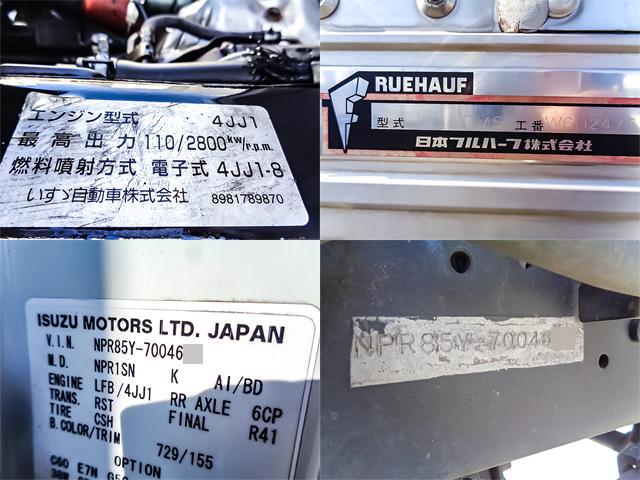 エンジン型式 4JJ1
最高出力 110/2800kw/r.p.m.
燃料噴射方式 電子式 4JJ1-8
いすゞ自動車株式会社 8981789870
RUEHAUF
型式 工番
日本フルハーフ株式会社
ISUZU MOTORS LTD. JAPAN
V.I.N. NPR85Y-70046
M.D. NPR1SN K AI/BD
ENGINE LFB/4JJ1
TRANS. RST RR AXLE 6CP
TIRE CSH FINAL R41
B.COLOR/TRIM 729/155
OPTION
C60 E7N
NPR85Y-70046